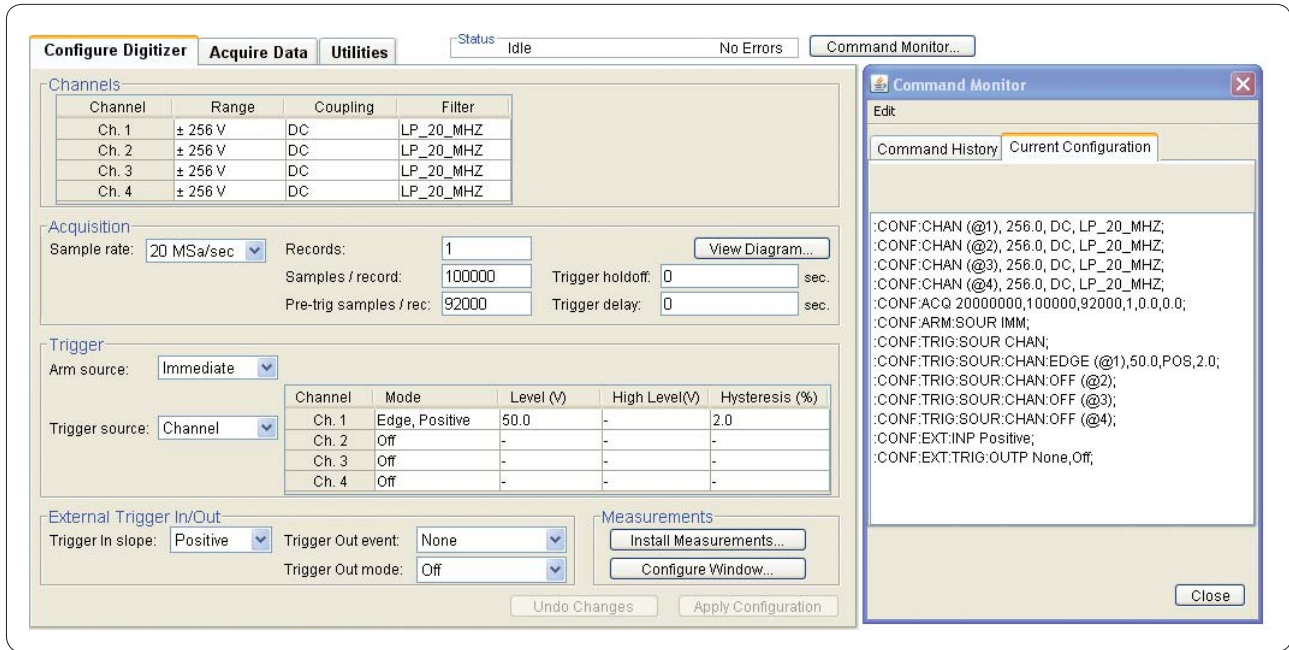 Configure Digitizer Acquire Data Utilities Status Idle No Errors Command Monitor...
Channels
Channel Range Coupling Filter
Ch. 1 ± 256 V DC LP_20_MHZ
Ch. 2 ± 256 V DC LP_20_MHZ
Ch. 3 ± 256 V DC LP_20_MHZ
Ch. 4 ± 256 V DC LP_20_MHZ
Acquisition
Sample rate: 20 MSa/sec Records: 1 View Diagram...
Samples / record: 100000 Trigger holdoff: 0 sec.
Pre-trig samples / rec: 92000 Trigger delay: 0 sec.
Trigger
Arm source: Immediate
Trigger source: Channel
Channel Mode Level (V) High Level(V) Hysteresis (%)
Ch. 1 Edge, Positive 50.0 - 2.0
Ch. 2 Off - - -
Ch. 3 Off - - -
Ch. 4 Off - - -
External Trigger In/Out
Trigger In slope: Positive Trigger Out event: None
Trigger Out mode: Off
Measurements
Install Measurements...
Configure Window...
Undo Changes Apply Configuration
Command Monitor
Edit
Command History Current Configuration
:CONF:CHAN (@1), 256.0, DC, LP_20_MHZ;
:CONF:CHAN (@2), 256.0, DC, LP_20_MHZ;
:CONF:CHAN (@3), 256.0, DC, LP_20_MHZ;
:CONF:CHAN (@4), 256.0, DC, LP_20_MHZ;
:CONF:ACQ 20000000,100000,92000,1,0.0,0.0;
:CONF:ARM:SOUR IMM;
:CONF:TRIG:SOUR CHAN;
:CONF:TRIG:SOUR:CHAN:EDGE (@1),50.0,POS,2.0;
:CONF:TRIG:SOUR:CHAN:OFF (@2);
:CONF:TRIG:SOUR:CHAN:OFF (@3);
:CONF:TRIG:SOUR:CHAN:OFF (@4);
:CONF:EXT:INP Positive;
:CONF:EXT:TRIG:OUTP None,Off;
Close